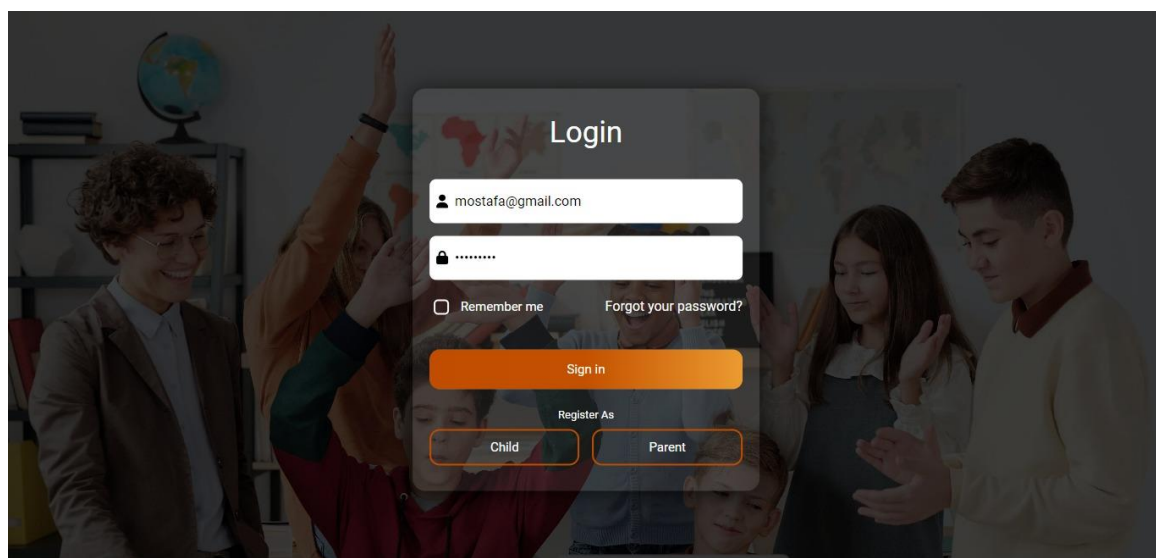 Login
mostafa@gmail.com
•••••••••
Remember me Forgot your password?
Sign in
Register As
Child Parent